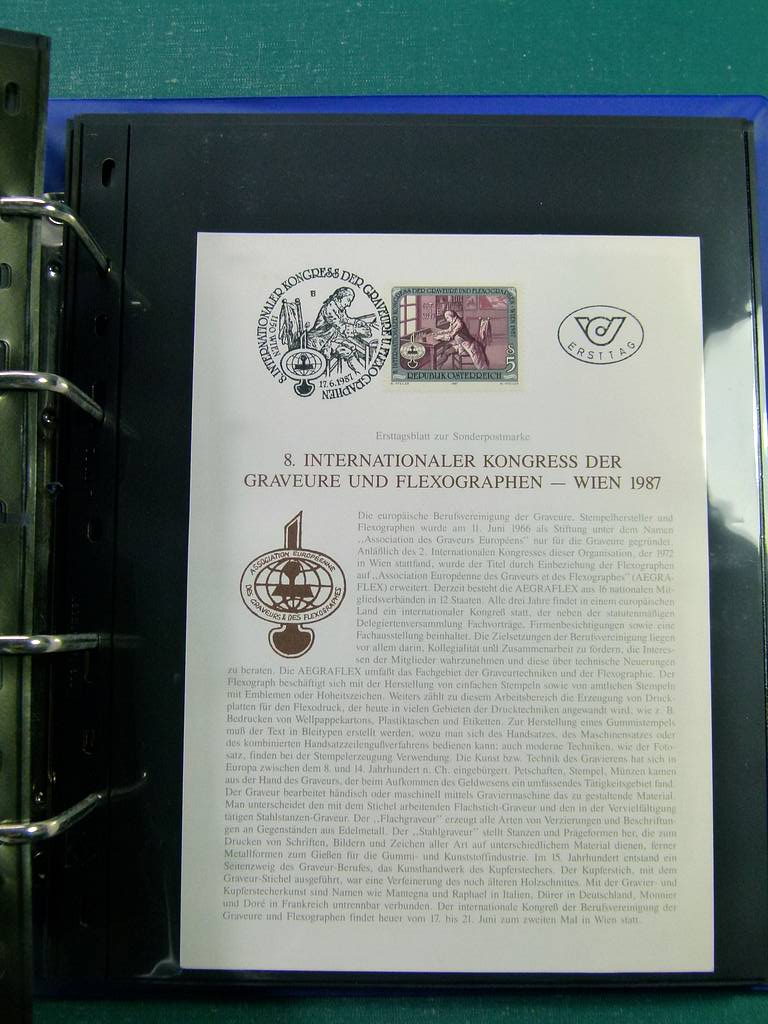 8. INTERNATIONALER KONGRESS DER GRAVEURE U. FLEXOGRAPHEN
B
1150 WIEN
17.6.1987
KONGRESS DER GRAVEURE UND FLEXOGRAPHEN · WIEN 1987
S 5
REPUBLIK ÖSTERREICH
1987
ERSTTAG
Ersttagsblatt zur Sonderpostmarke
8. INTERNATIONALER KONGRESS DER
GRAVEURE UND FLEXOGRAPHEN — WIEN 1987
ASSOCIATION EUROPÉENNE
DES GRAVEURS & DES FLEXOGRAPHES
Die europäische Berufsvereinigung der Graveure, Stempelhersteller und
Flexographen wurde am 11. Juni 1966 als Stiftung unter dem Namen
„Association des Graveurs Européens" nur für die Graveure gegründet.
Anläßlich des 2. Internationalen Kongresses dieser Organisation, der 1972
in Wien stattfand, wurde der Titel durch Einbeziehung der Flexographen
auf „Association Européenne des Graveurs et des Flexographes" (AEGRA-
FLEX) erweitert. Derzeit besteht die AEGRAFLEX aus 16 nationalen Mit-
gliedsverbänden in 12 Staaten. Alle drei Jahre findet in einem europäischen
Land ein internationaler Kongreß statt, der neben der statutenmäßigen
Delegiertenversammlung Fachvorträge, Firmenbesichtigungen sowie eine
Fachausstellung beinhaltet. Die Zielsetzungen der Berufsvereinigung liegen
vor allem darin, Kollegialität und Zusammenarbeit zu fördern, die Interes-
sen der Mitglieder wahrzunehmen und diese über technische Neuerungen
zu beraten. Die AEGRAFLEX umfaßt das Fachgebiet der Graveurtechniken und der Flexographie. Der
Flexograph beschäftigt sich mit der Herstellung von einfachen Stempeln sowie von amtlichen Stempeln
mit Emblemen oder Hoheitszeichen. Weiters zählt zu diesem Arbeitsbereich die Erzeugung von Druck-
platten für den Flexodruck, der heute in vielen Gebieten der Drucktechniken angewandt wird, wie z. B.
Bedrucken von Wellpappekartons, Plastiktaschen und Etiketten. Zur Herstellung eines Gummistempels
muß der Text in Bleitypen erstellt werden, wozu man sich des Handsatzes, des Maschinensatzes oder
des kombinierten Handsatzzeilengußverfahrens bedienen kann; auch moderne Techniken, wie der Foto-
satz, finden bei der Stempelerzeugung Verwendung. Die Kunst bzw. Technik des Gravierens hat sich in
Europa zwischen dem 8. und 14. Jahrhundert n. Ch. eingebürgert. Petschaften, Stempel, Münzen kamen
aus der Hand des Graveurs, der beim Aufkommen des Geldwesens ein umfassendes Tätigkeitsgebiet fand.
Der Graveur bearbeitet händisch oder maschinell mittels Graviermaschine das zu gestaltende Material.
Man unterscheidet den mit dem Stichel arbeitenden Flachstich-Graveur und den in der Vervielfältigung
tätigen Stahlstanzen-Graveur. Der „Flachgraveur" erzeugt alle Arten von Verzierungen und Beschriftun-
gen an Gegenständen aus Edelmetall. Der „Stahlgraveur" stellt Stanzen und Prägeformen her, die zum
Drucken von Schriften, Bildern und Zeichen aller Art auf unterschiedlichem Material dienen, ferner
Metallformen zum Gießen für die Gummi- und Kunststoffindustrie. Im 15. Jahrhundert entstand ein
Seitenzweig des Graveur-Berufes, das Kunsthandwerk des Kupferstechers. Der Kupferstich, mit dem
Graveur-Stichel ausgeführt, war eine Verfeinerung des noch älteren Holzschnittes. Mit der Gravier- und
Kupferstecherkunst sind Namen wie Mantegna und Raphael in Italien, Dürer in Deutschland, Monnier
und Doré in Frankreich untrennbar verbunden. Der internationale Kongreß der Berufsvereinigung der
Graveure und Flexographen findet heuer vom 17. bis 21. Juni zum zweiten Mal in Wien statt.